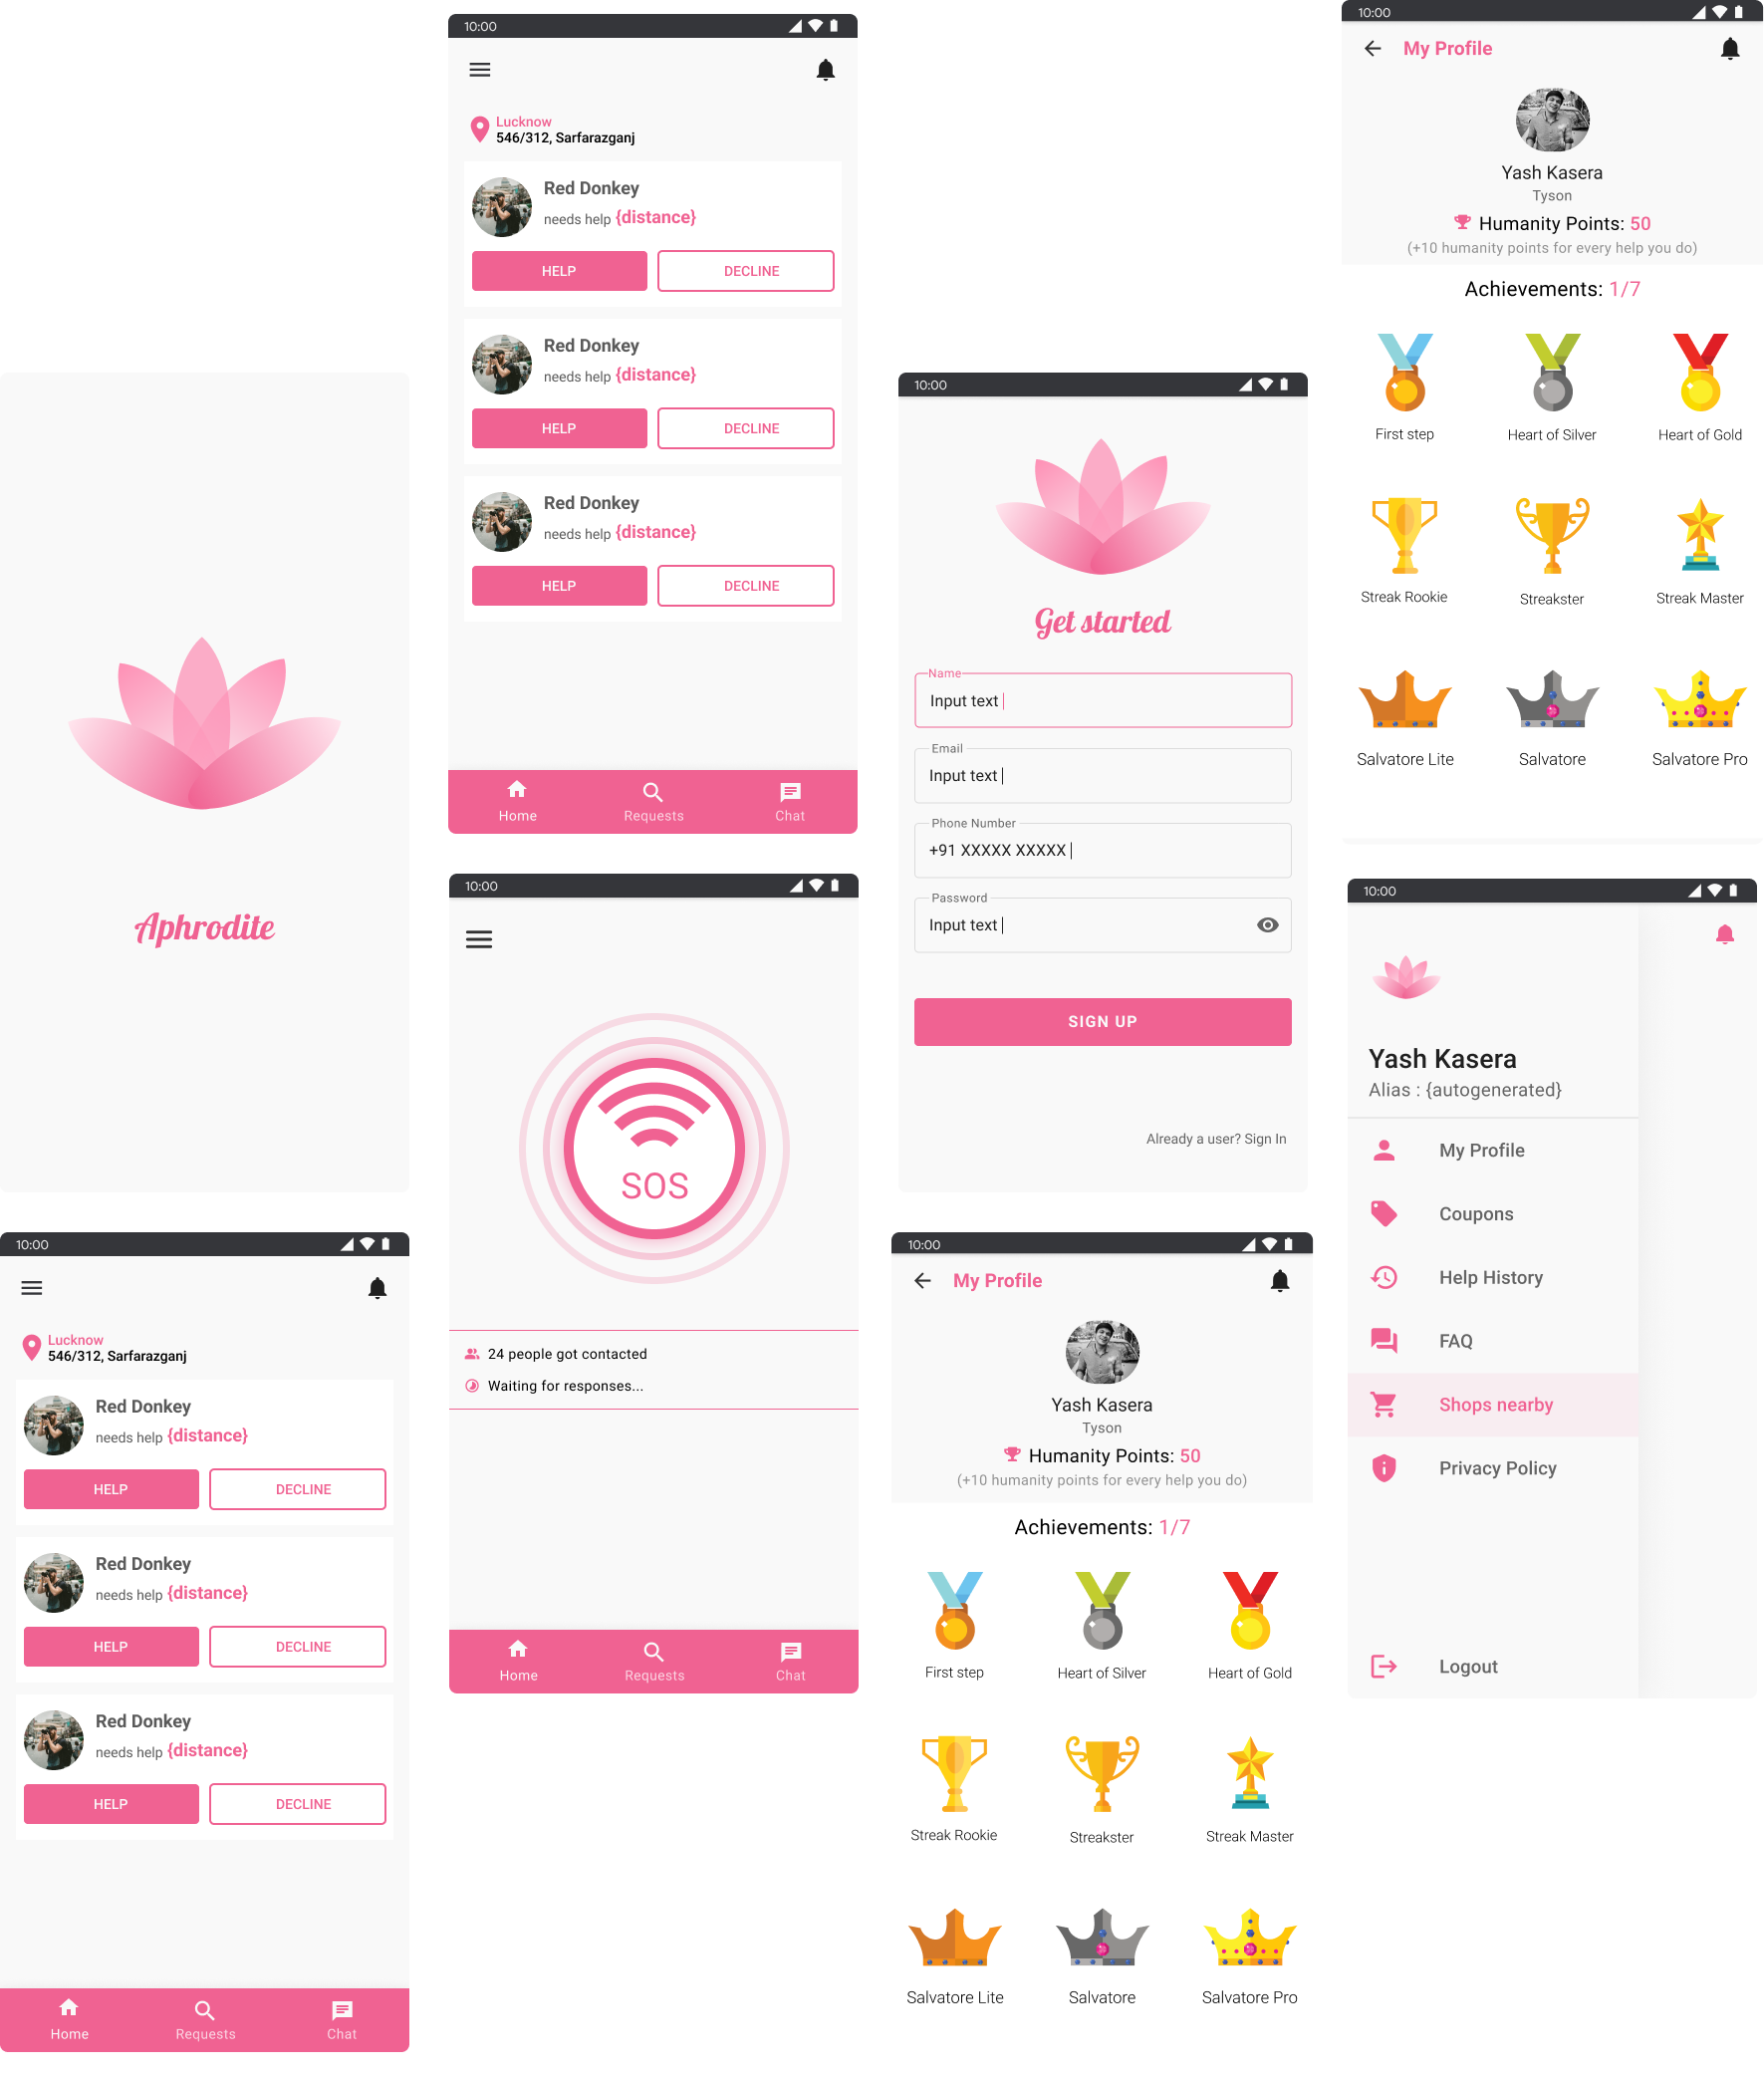 Aphrodite
10:00
Lucknow
546/312, Sarfarazganj
Red Donkey
needs help {distance}
HELP
DECLINE
Red Donkey
needs help {distance}
HELP
DECLINE
Red Donkey
needs help {distance}
HELP
DECLINE
Home
Requests
Chat
10:00
Lucknow
546/312, Sarfarazganj
Red Donkey
needs help {distance}
HELP
DECLINE
Red Donkey
needs help {distance}
HELP
DECLINE
Red Donkey
needs help {distance}
HELP
DECLINE
Home
Requests
Chat
10:00
SOS
24 people got contacted
Waiting for responses...
Home
Requests
Chat
10:00
Get started
Name
Input text
Email
Input text
Phone Number
+91 XXXXX XXXXX
Password
Input text
SIGN UP
Already a user? Sign In
10:00
My Profile
Yash Kasera
Tyson
Humanity Points: 50
(+10 humanity points for every help you do)
Achievements: 1/7
First step
Heart of Silver
Heart of Gold
Streak Rookie
Streakster
Streak Master
Salvatore Lite
Salvatore
Salvatore Pro
10:00
My Profile
Yash Kasera
Tyson
Humanity Points: 50
(+10 humanity points for every help you do)
Achievements: 1/7
First step
Heart of Silver
Heart of Gold
Streak Rookie
Streakster
Streak Master
Salvatore Lite
Salvatore
Salvatore Pro
10:00
Yash Kasera
Alias : {autogenerated}
My Profile
Coupons
Help History
FAQ
Shops nearby
Privacy Policy
Logout